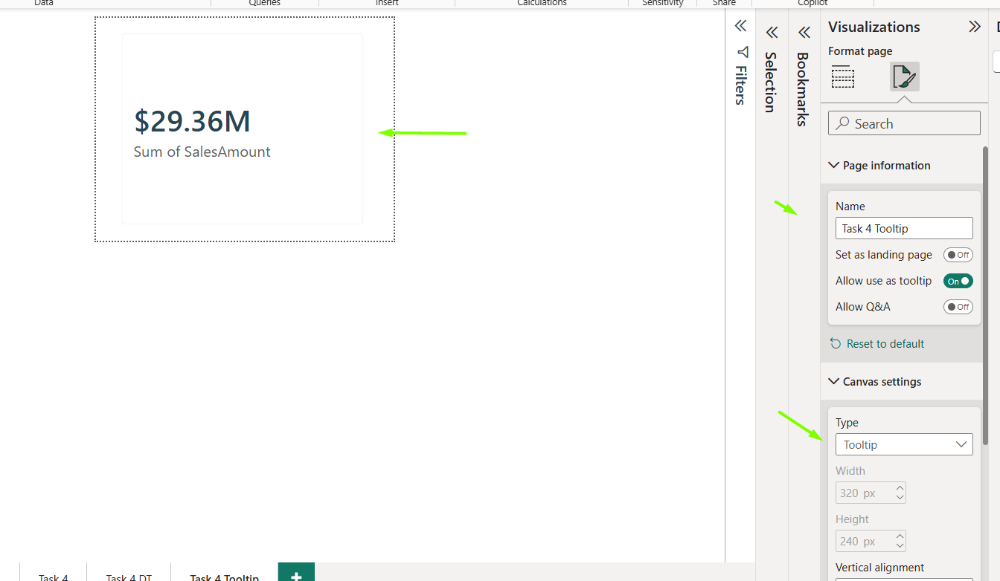 Data
Queries
Insert
Calculations
Sensitivity
Share
Copilot
$29.36M
Sum of SalesAmount
Filters
Selection
Bookmarks
Visualizations
Format page
Search
Page information
Name
Task 4 Tooltip
Set as landing page Off
Allow use as tooltip On
Allow Q&A Off
Reset to default
Canvas settings
Type
Tooltip
Width
320 px
Height
240 px
Vertical alignment
Task 4
Task 4 DT
Task 4 Tooltip
+